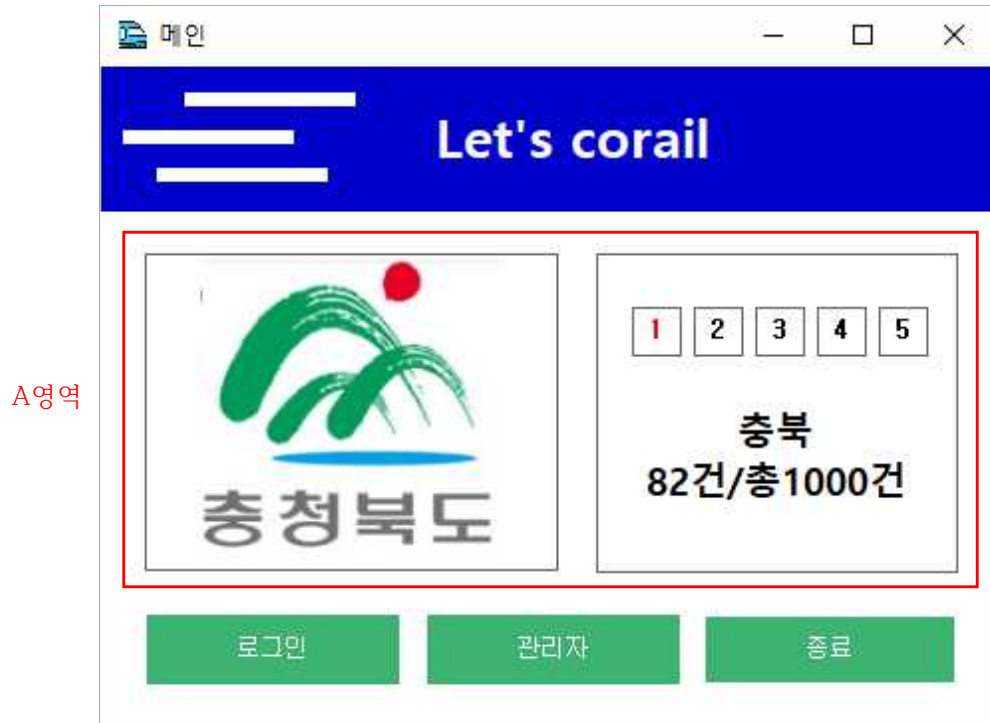 메인
Let's corail
A영역
충청북도
1 2 3 4 5
충북
82건/총1000건
로그인 관리자 종료